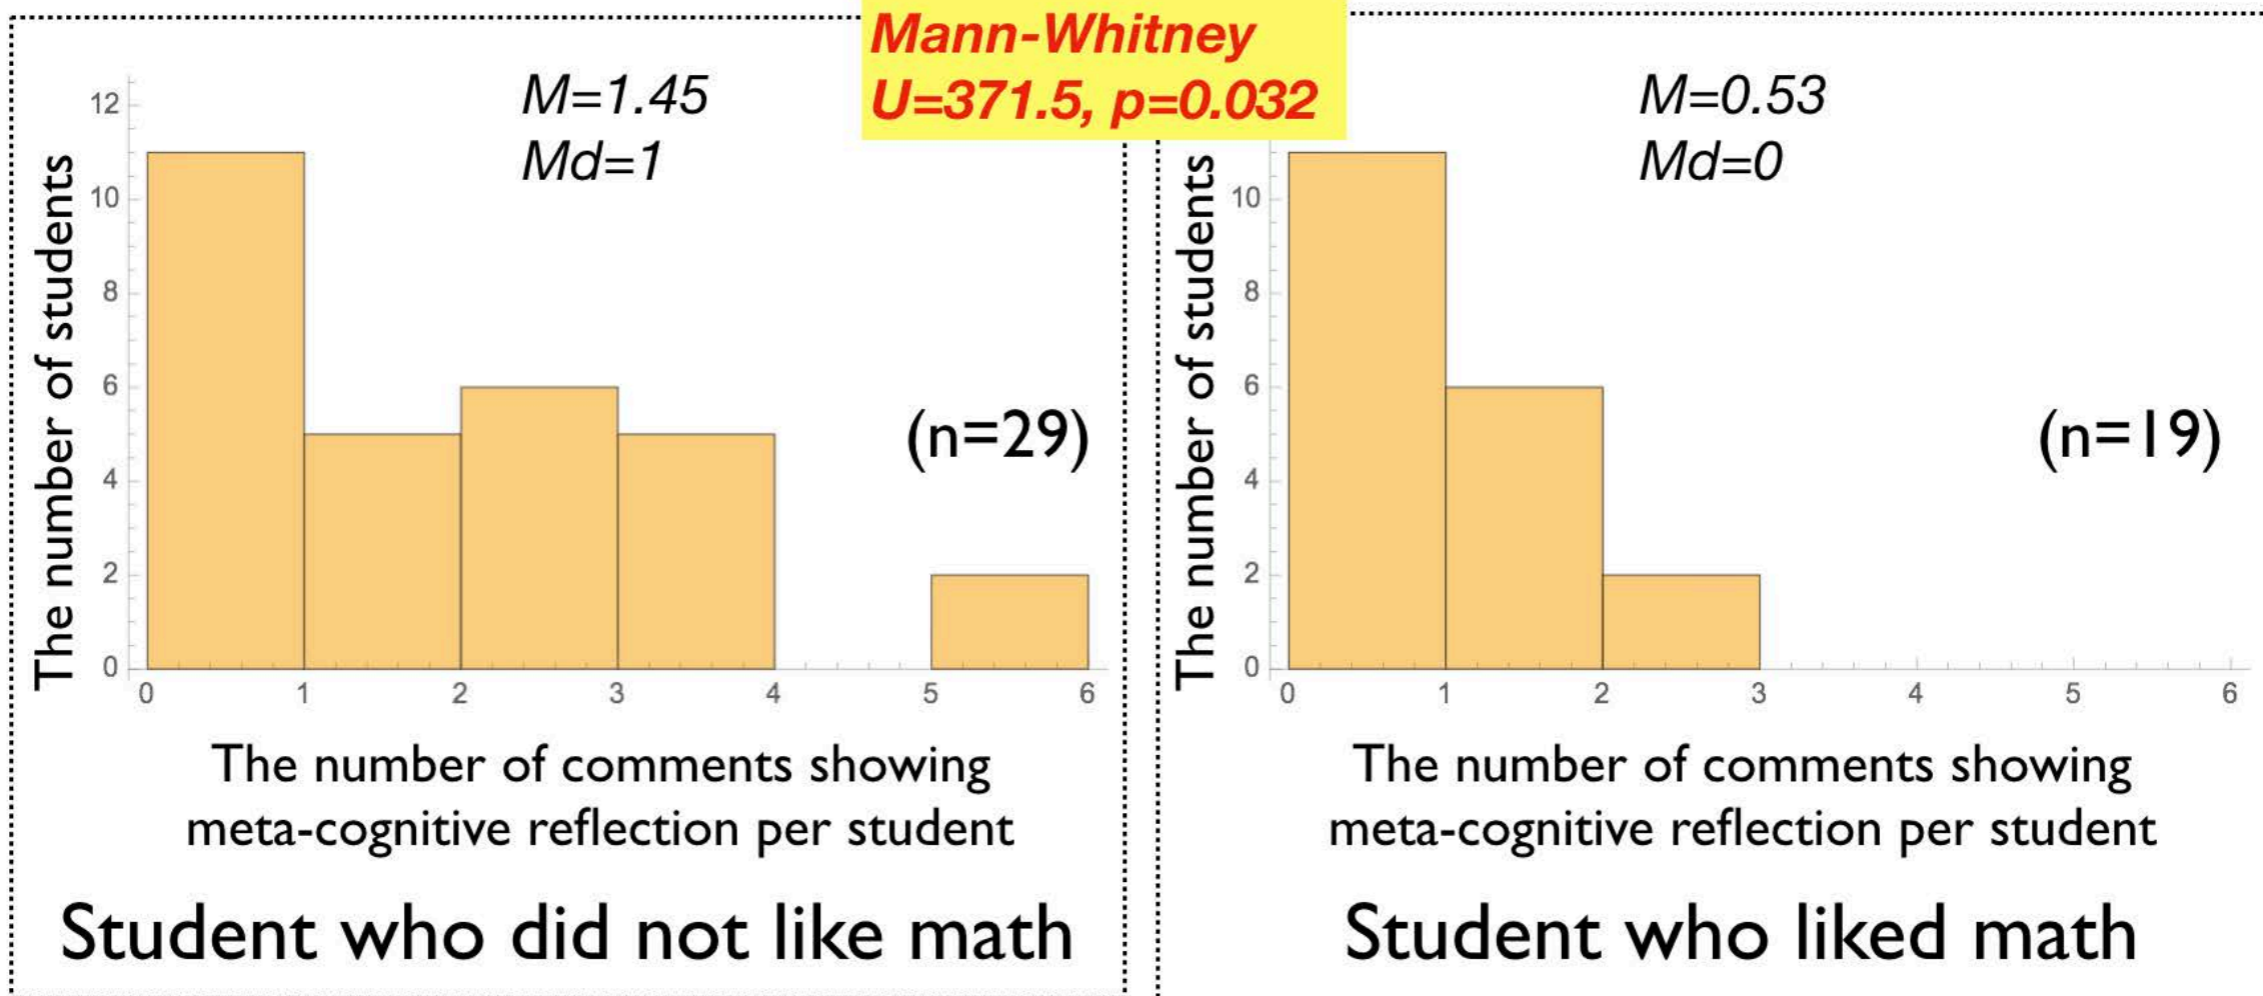 Mann-Whitney
U=371.5, p=0.032
M=1.45
Md=1
The number of students
12
10
8
6
4
2
0
(n=29)
0 1 2 3 4 5 6
The number of comments showing
meta-cognitive reflection per student
Student who did not like math
M=0.53
Md=0
The number of students
10
8
6
4
2
0
(n=19)
0 1 2 3 4 5 6
The number of comments showing
meta-cognitive reflection per student
Student who liked math